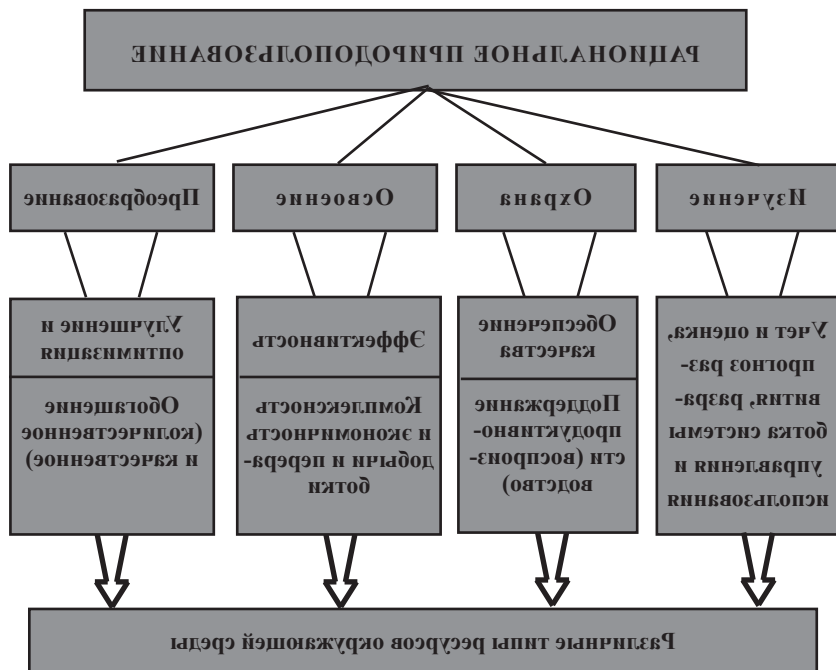 РАЦИОНАЛЬНОЕ ПРИРОДОПОЛЬЗОВАНИЕ
Изучение
Охрана
Освоение
Преобразование
Учет и оценка,
прогноз раз-
вития, разра-
ботка системы
управления и
использования
Обеспечение
качества
Поддержание
продуктивно-
сти (воспроиз-
водство)
Эффективность
Комплексность
и экономичность
добычи и перера-
ботки
Улучшение и
оптимизация
Обогащение
(количественное
и качественное)
Различные типы ресурсов окружающей среды